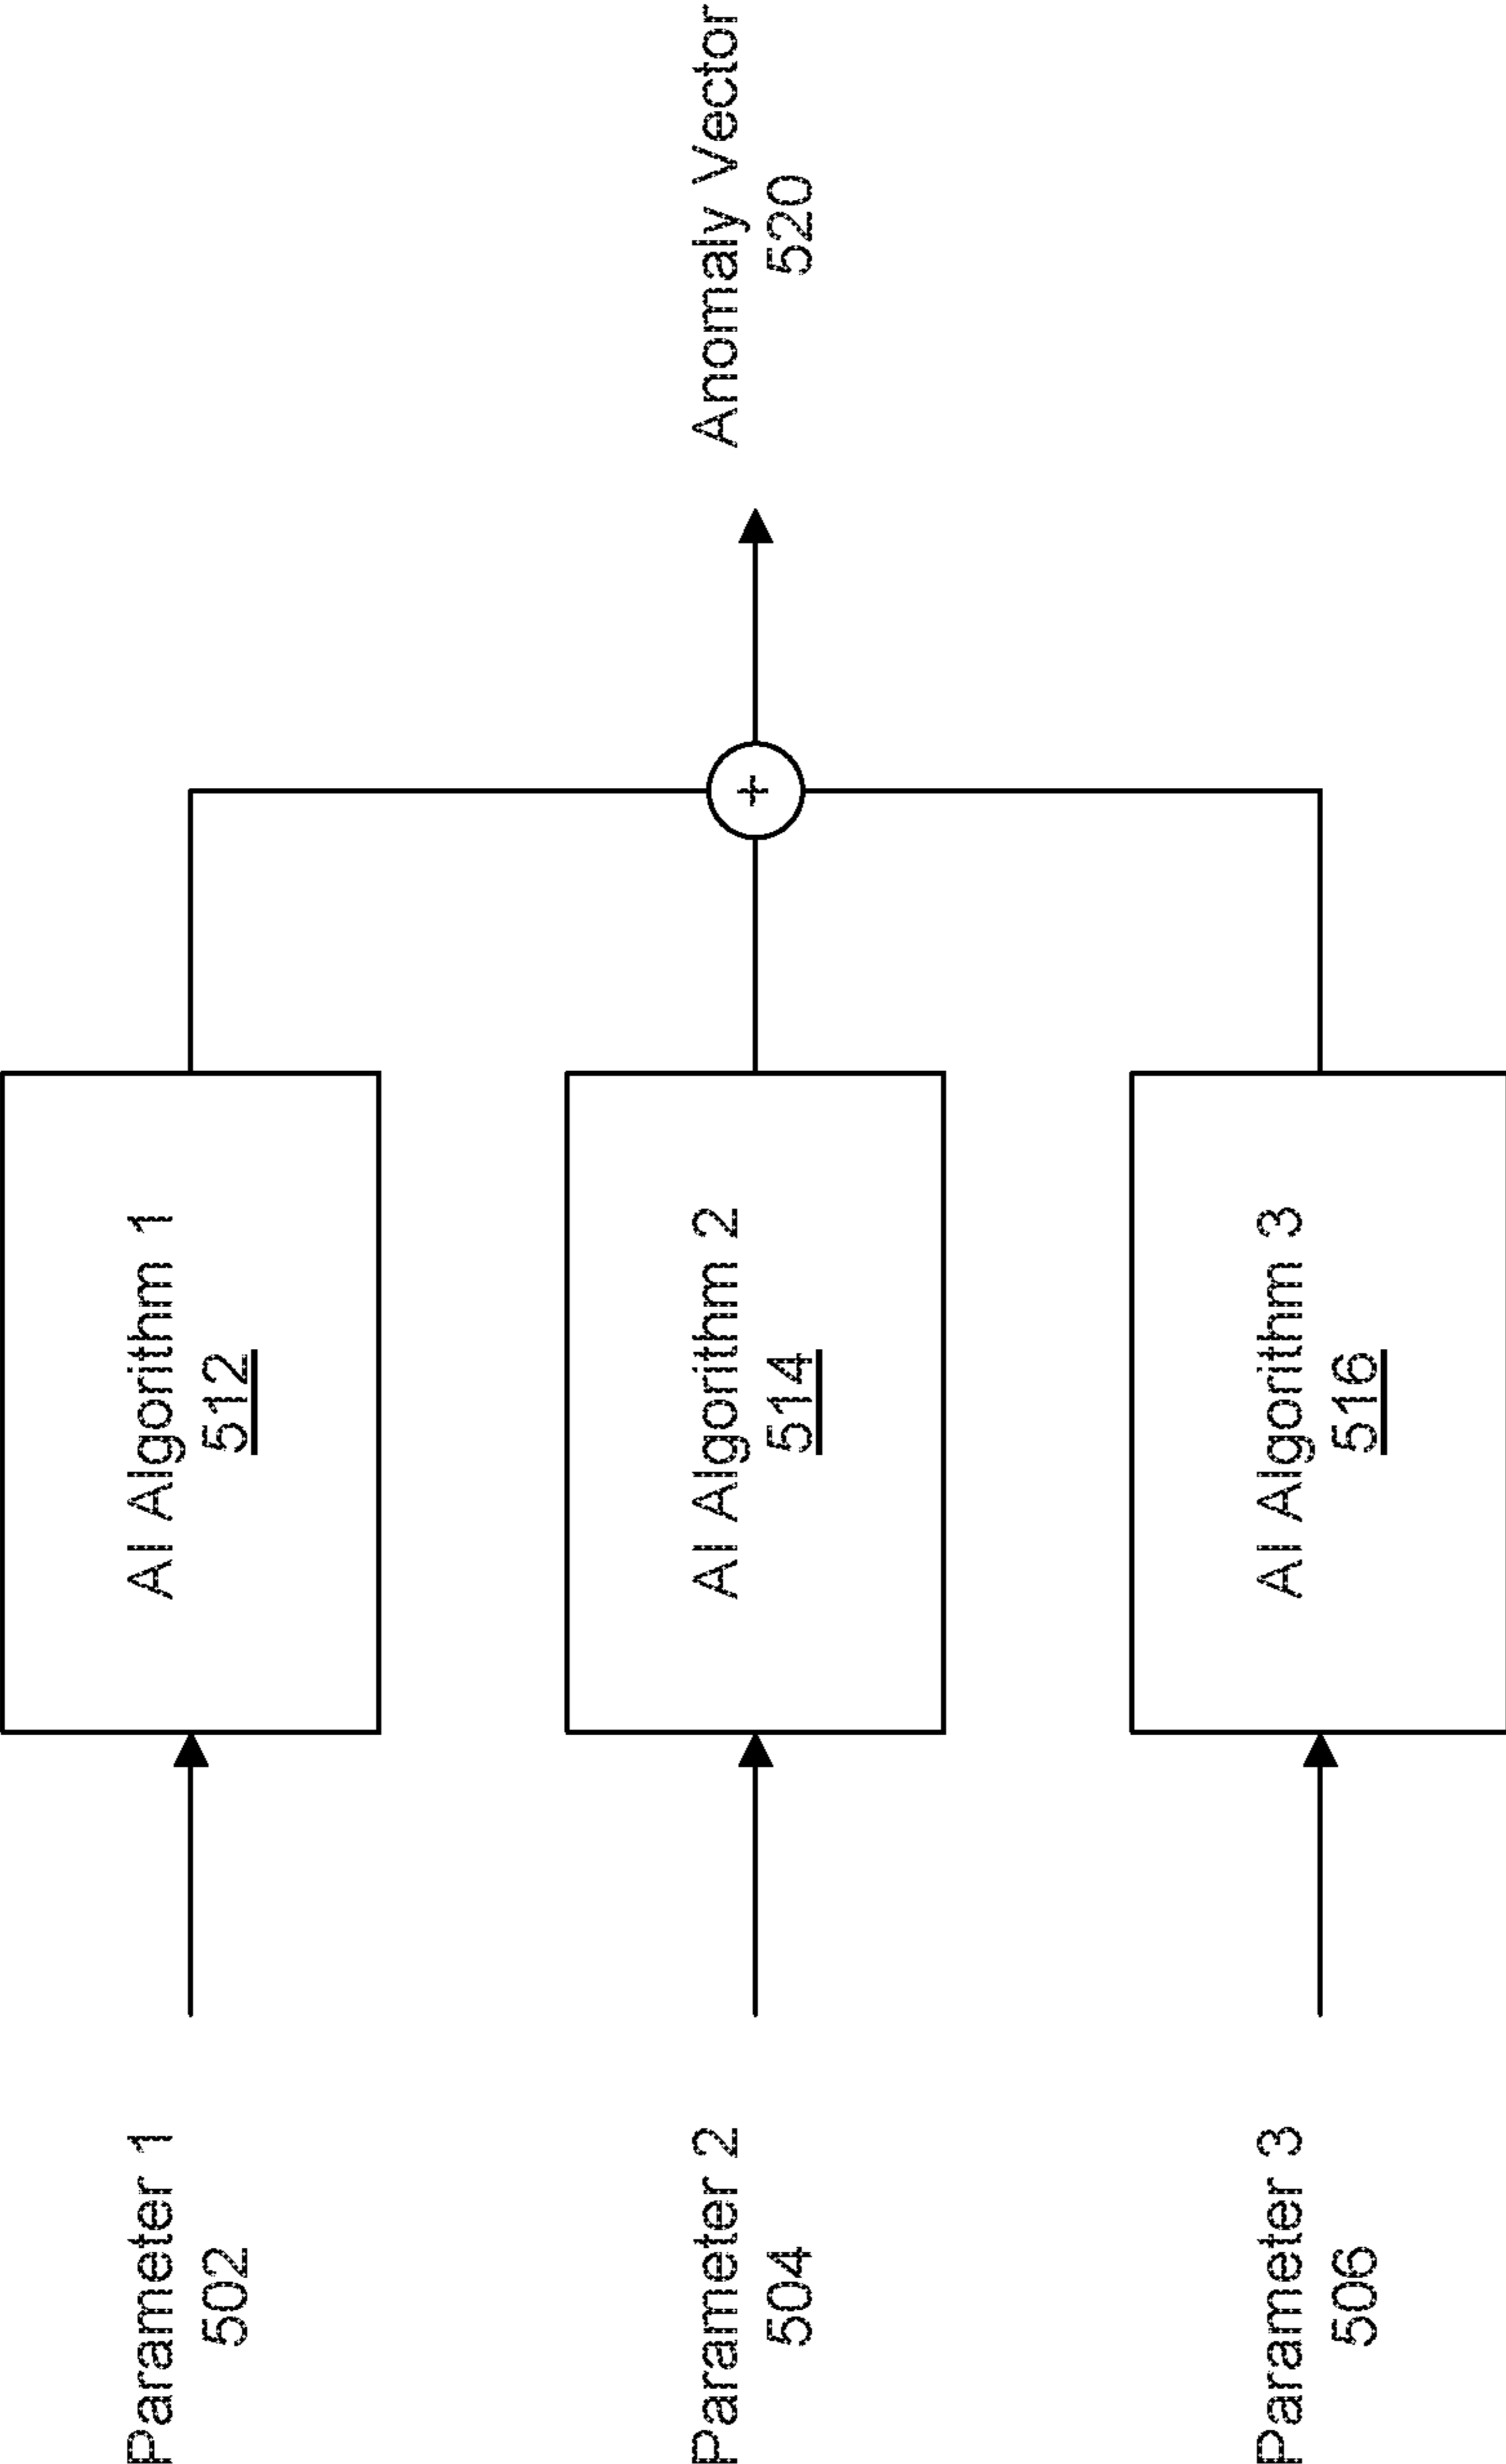 Parameter 1
502
AI Algorithm 1
512
Parameter 2
504
AI Algorithm 2
514
+
Anomaly Vector
520
Parameter 3
506
AI Algorithm 3
516